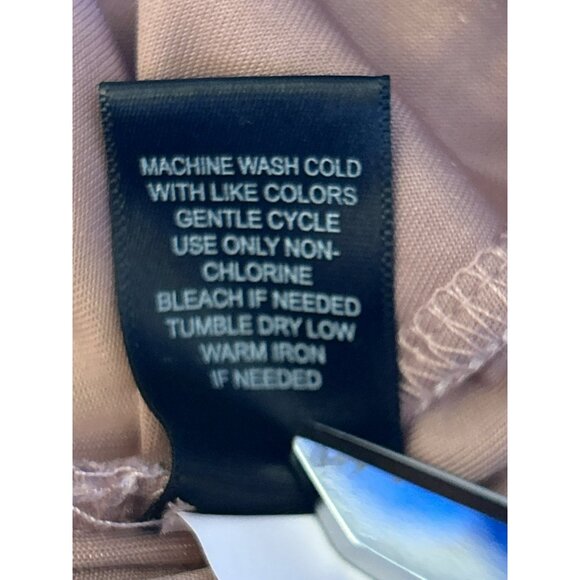 MACHINE WASH COLD
WITH LIKE COLORS
GENTLE CYCLE
USE ONLY NON-
CHLORINE
BLEACH IF NEEDED
TUMBLE DRY LOW
WARM IRON
IF NEEDED